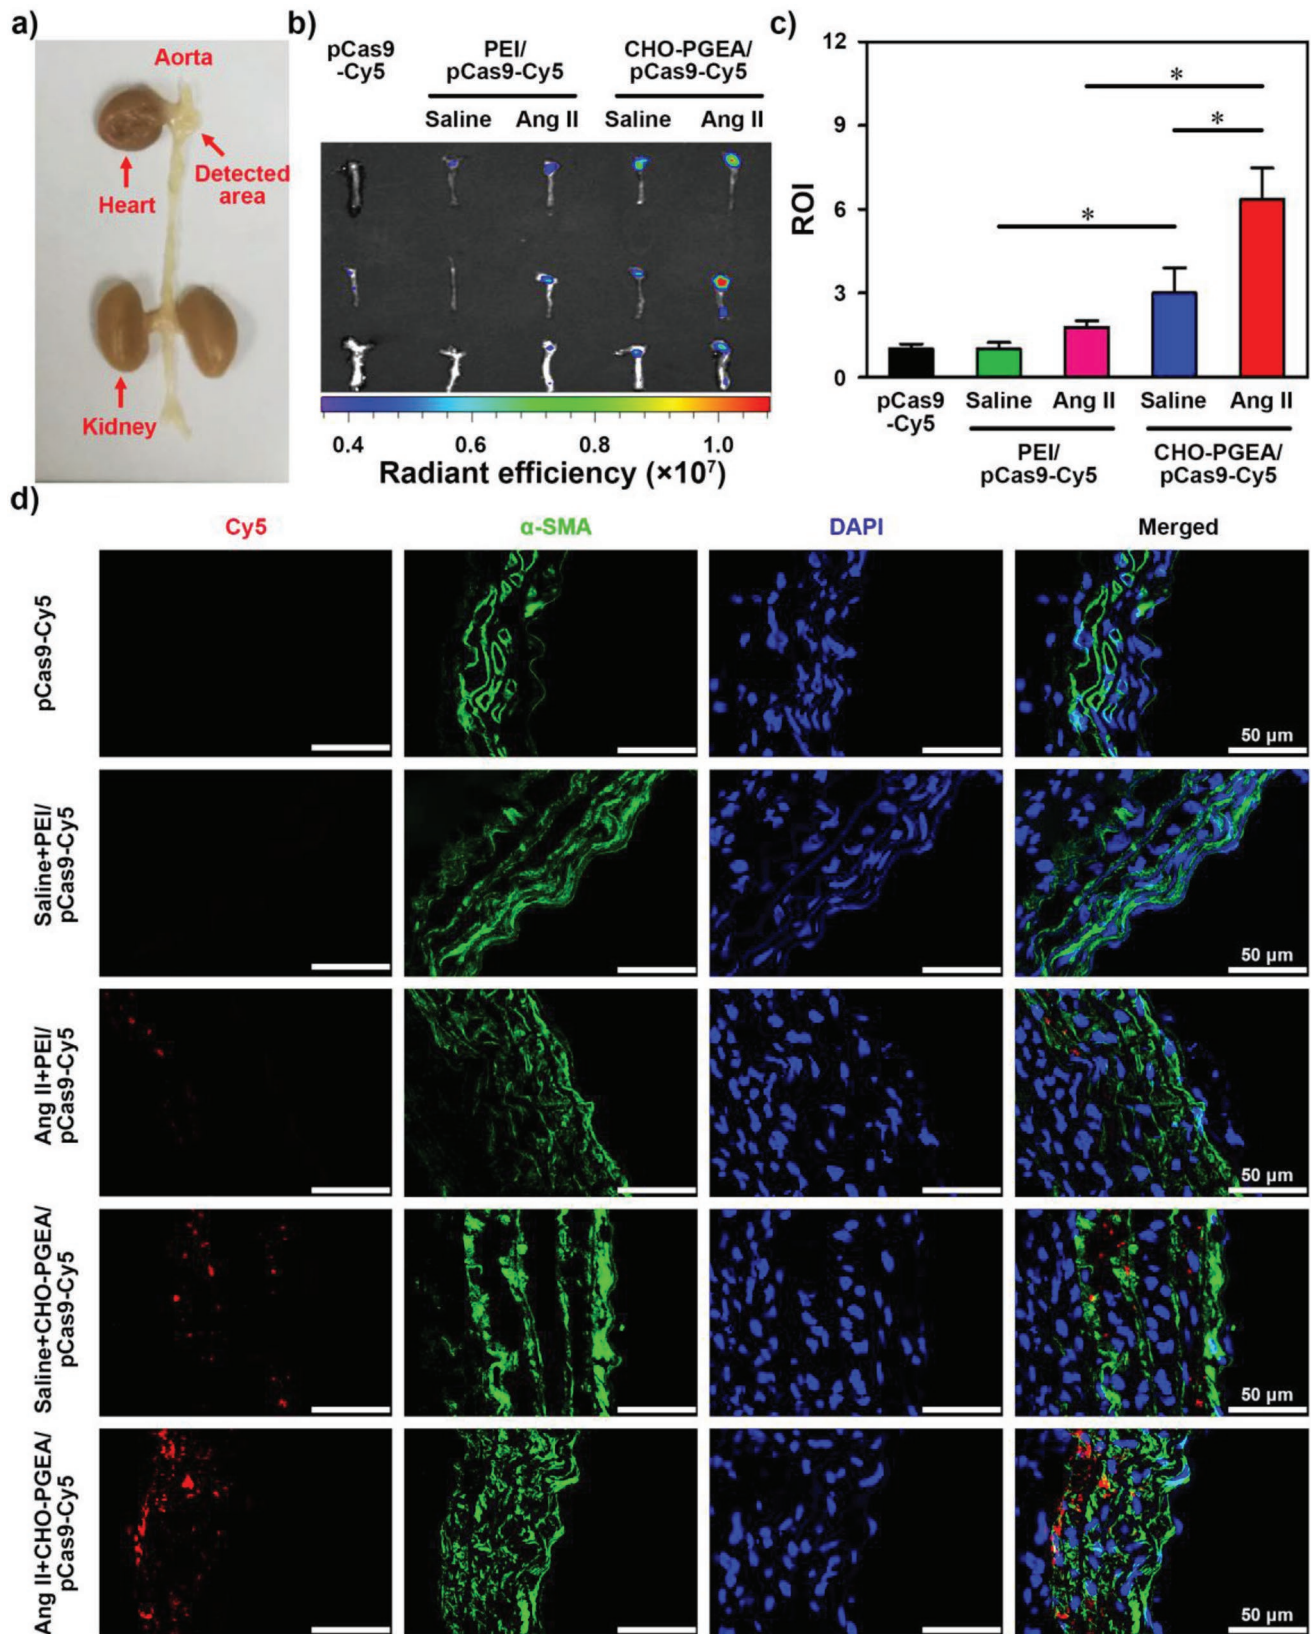 a)
Aorta
Detected
area
Heart
Kidney
b)
pCas9
-Cy5
PEI/
pCas9-Cy5
CHO-PGEA/
pCas9-Cy5
Saline
Ang II
Saline
Ang II
0.4
0.6
0.8
1.0
Radiant efficiency (×10⁷)
c)
12
9
6
3
0
ROI
*
*
*
pCas9
-Cy5
Saline
Ang II
Saline
Ang II
PEI/
pCas9-Cy5
CHO-PGEA/
pCas9-Cy5
d)
Cy5
α-SMA
DAPI
Merged
pCas9-Cy5
50 μm
Saline+PEI/
pCas9-Cy5
50 μm
Ang II+PEI/
pCas9-Cy5
50 μm
Saline+CHO-PGEA/
pCas9-Cy5
50 μm
Ang II+CHO-PGEA/
pCas9-Cy5
50 μm